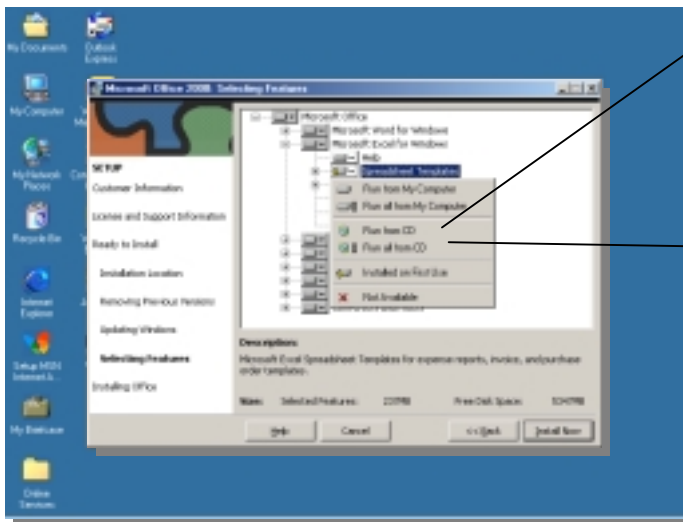 My Documents
Outlook
Express
Microsoft Office 2000: Selecting Features
My Computer
My Network
Places
Recycle Bin
Internet
Explorer
Setup MSN
Internet A...
My Briefcase
Online
Services
SETUP
Customer Information
License and Support Information
Ready to Install
Installation Location
Removing Previous Versions
Updating Windows
Selecting Features
Installing Office
Microsoft Office
Microsoft Word for Windows
Microsoft Excel for Windows
Help
Spreadsheet Templates
Run from My Computer
Run all from My Computer
Run from CD
Run all from CD
Installed on First Use
Not Available
Description:
Microsoft Excel Spreadsheet Templates for expense reports, invoice, and purchase
order templates.
Size: Selected Features: Free Disk Space:
Help
Cancel
<< Back
Install Now